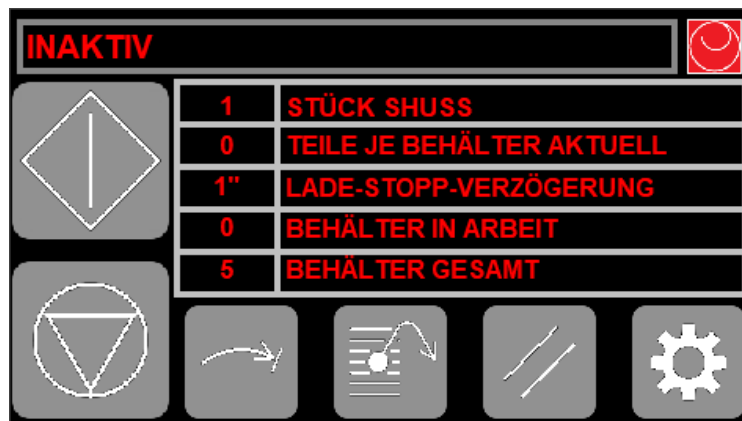 INAKTIV
1 STÜCK SHUSS
0 TEILE JE BEHÄLTER AKTUELL
1" LADE-STOPP-VERZÖGERUNG
0 BEHÄLTER IN ARBEIT
5 BEHÄLTER GESAMT